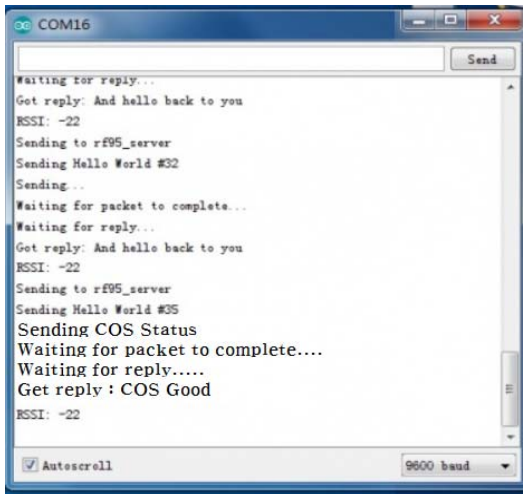 COM16
Send
Waiting for reply...
Got reply: And hello back to you
RSSI: -22
Sending to rf95_server
Sending Hello World #32
Sending...
Waiting for packet to complete...
Waiting for reply...
Got reply: And hello back to you
RSSI: -22
Sending to rf95_server
Sending Hello World #35
Sending COS Status
Waiting for packet to complete....
Waiting for reply.....
Get reply : COS Good
RSSI: -22
Autoscroll
9600 baud